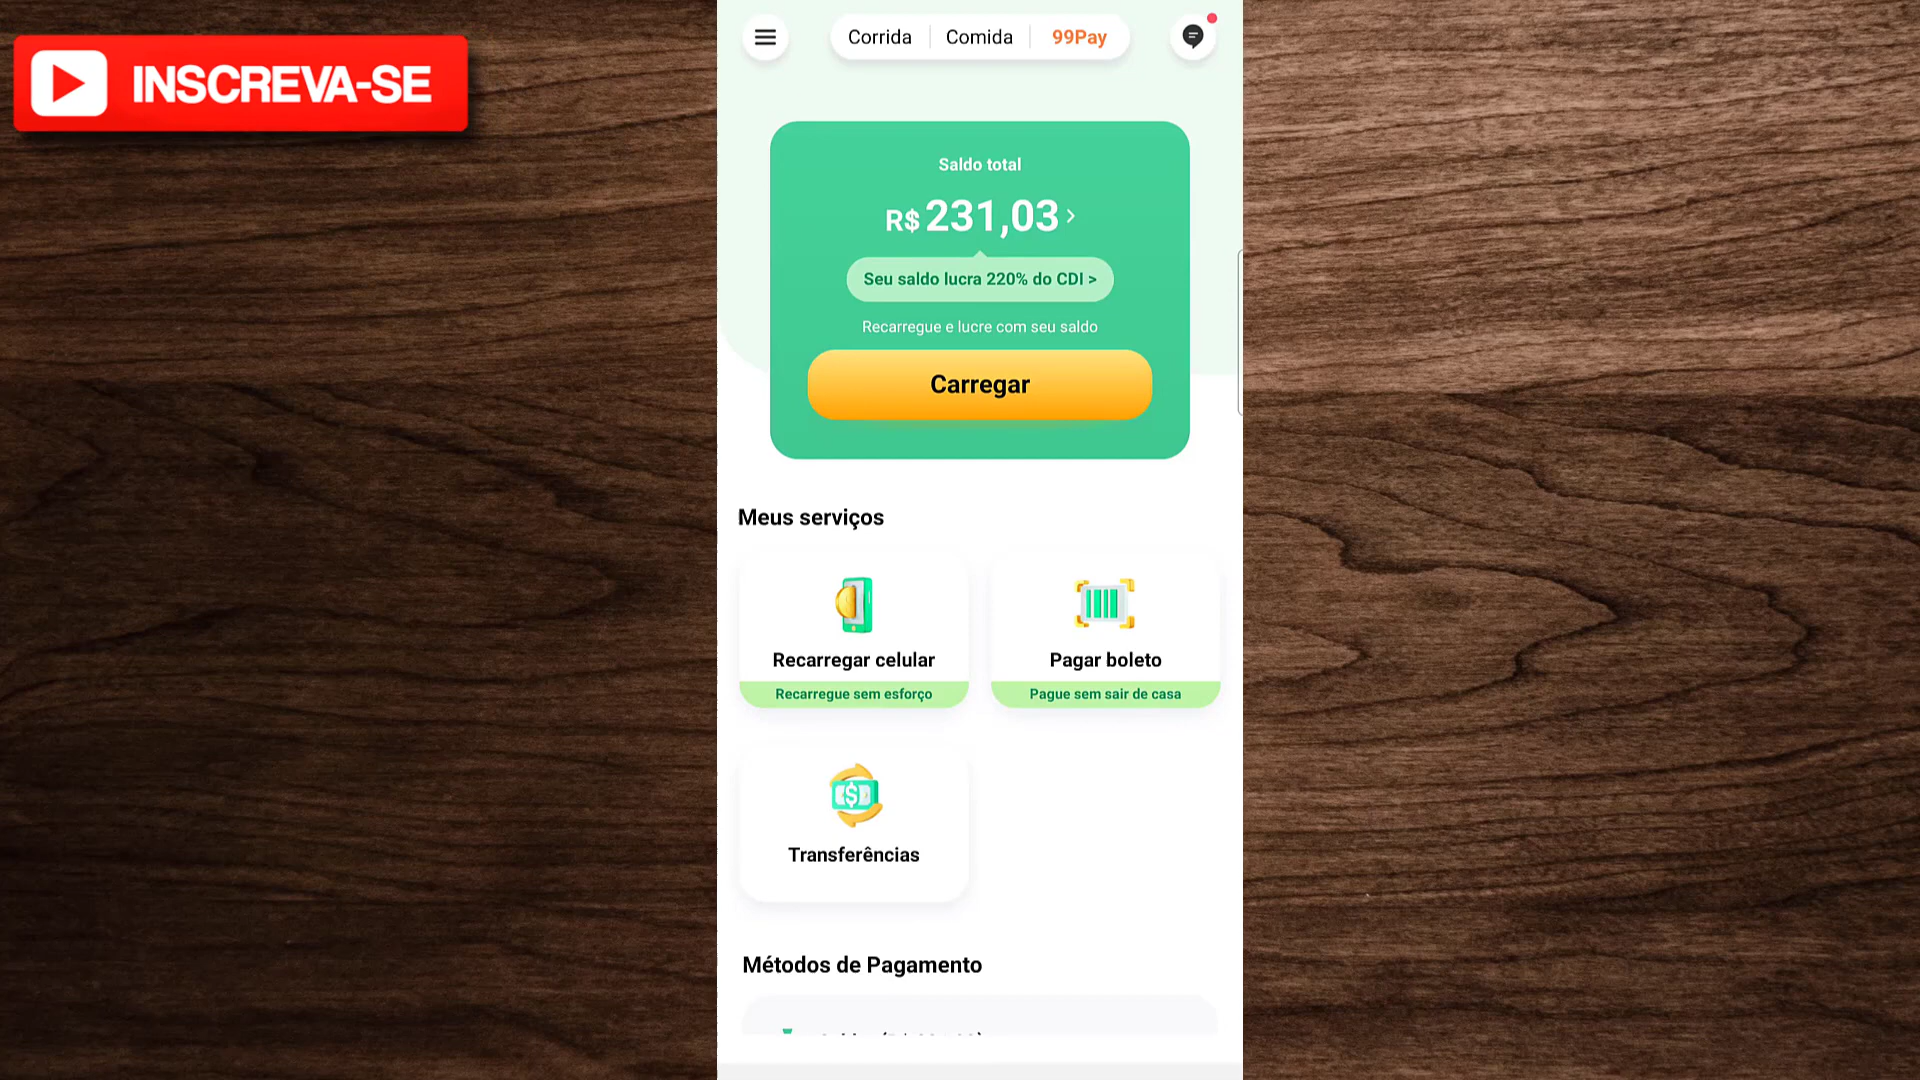 INSCREVA-SE
Corrida
Comida
99Pay
Saldo total
R$ 231,03 >
Seu saldo lucra 220% do CDI >
Recarregue e lucre com seu saldo
Carregar
Meus serviços
Recarregar celular
Recarregue sem esforço
Pagar boleto
Pague sem sair de casa
Transferências
Métodos de Pagamento